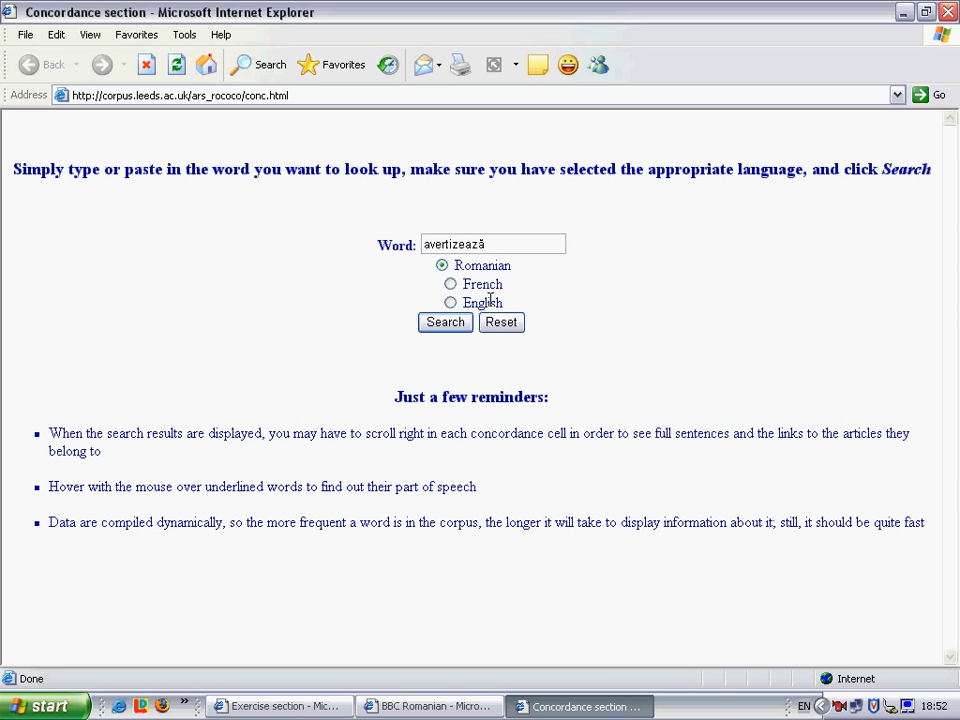 Concordance section - Microsoft Internet Explorer
File Edit View Favorites Tools Help
Back Search Favorites
Address http://corpus.leeds.ac.uk/ars_rococo/conc.html Go
Simply type or paste in the word you want to look up, make sure you have selected the appropriate language, and click Search
Word: avertizează
Romanian
French
English
Search Reset
Just a few reminders:
When the search results are displayed, you may have to scroll right in each concordance cell in order to see full sentences and the links to the articles they
belong to
Hover with the mouse over underlined words to find out their part of speech
Data are compiled dynamically, so the more frequent a word is in the corpus, the longer it will take to display information about it; still, it should be quite fast
Done Internet
start Exercise section - Mic... BBC Romanian - Micro... Concordance section ... EN 18:52